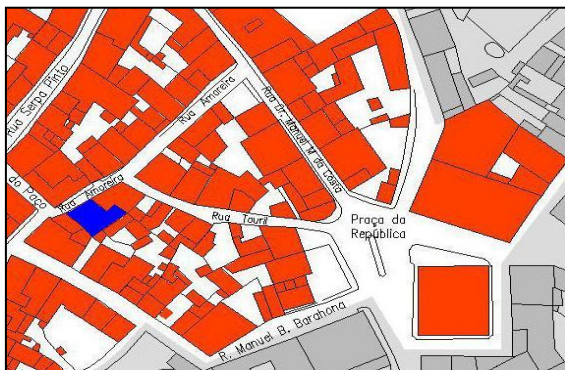 Rua Serpa Pinto
Rua Amoreira
Rua Dr. Manuel M. da Costa
do Paço
Rua Amoreira
Rua Touril
Praça da
República
R. Manuel B. Barahona